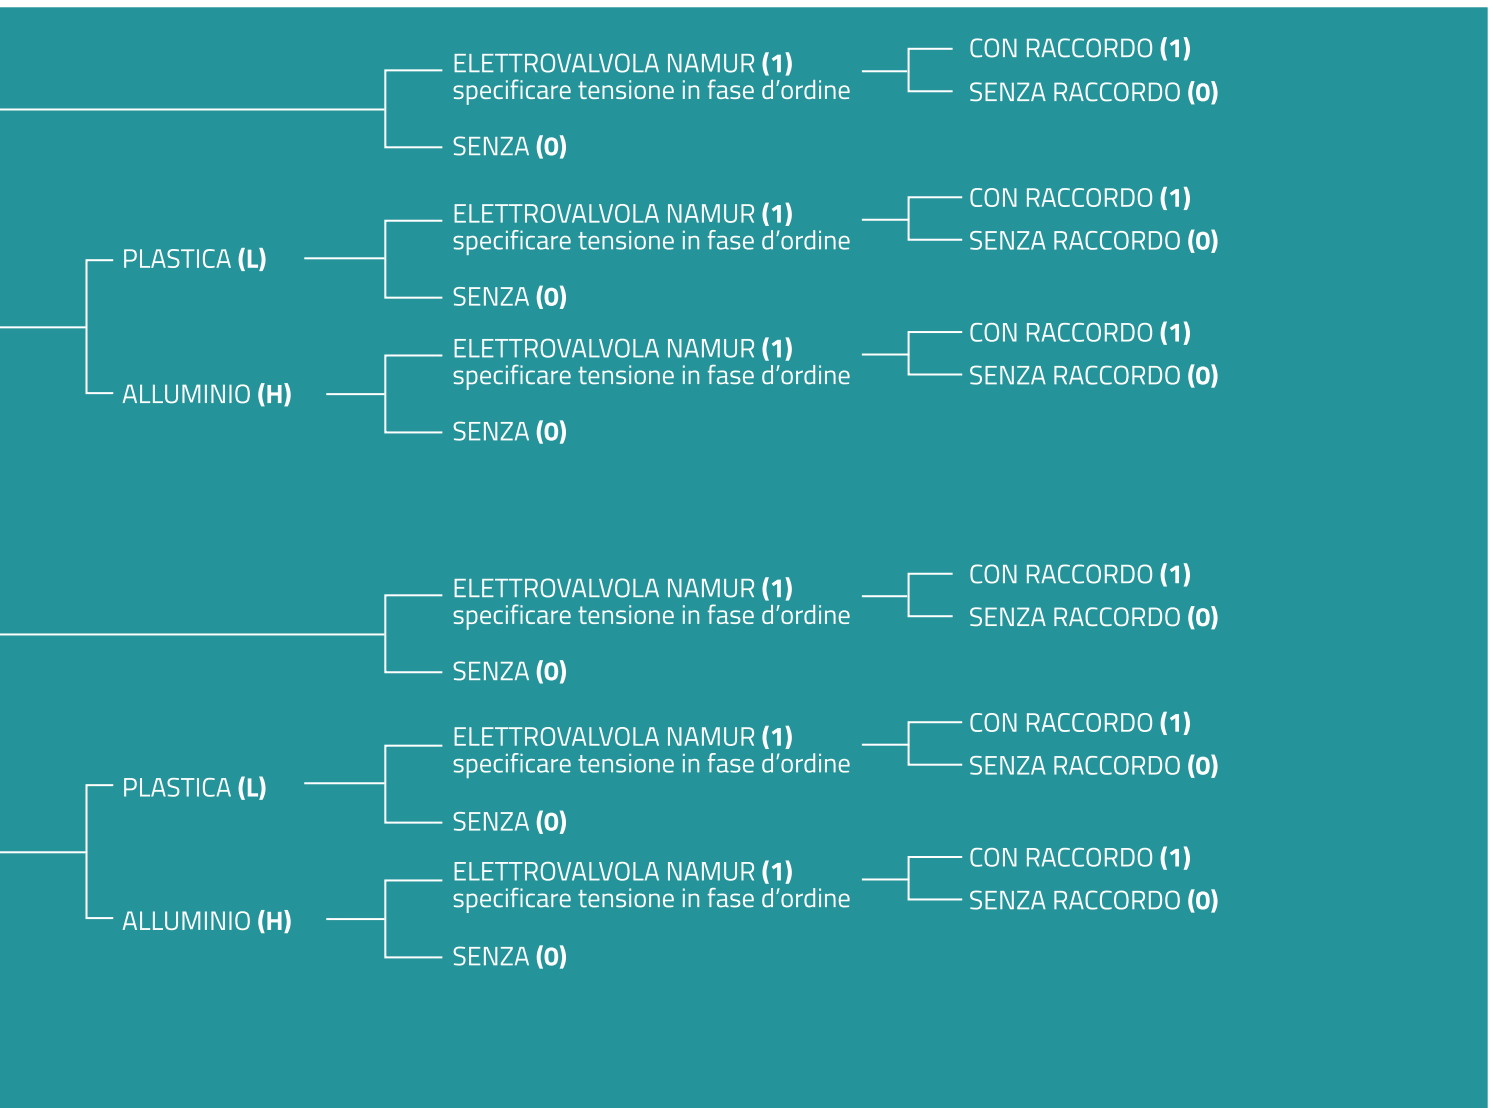 ELETTROVALVOLA NAMUR (1)
specificare tensione in fase d’ordine
CON RACCORDO (1)
SENZA RACCORDO (0)
SENZA (0)
PLASTICA (L)
ELETTROVALVOLA NAMUR (1)
specificare tensione in fase d’ordine
CON RACCORDO (1)
SENZA RACCORDO (0)
SENZA (0)
ALLUMINIO (H)
ELETTROVALVOLA NAMUR (1)
specificare tensione in fase d’ordine
CON RACCORDO (1)
SENZA RACCORDO (0)
SENZA (0)
ELETTROVALVOLA NAMUR (1)
specificare tensione in fase d’ordine
CON RACCORDO (1)
SENZA RACCORDO (0)
SENZA (0)
PLASTICA (L)
ELETTROVALVOLA NAMUR (1)
specificare tensione in fase d’ordine
CON RACCORDO (1)
SENZA RACCORDO (0)
SENZA (0)
ALLUMINIO (H)
ELETTROVALVOLA NAMUR (1)
specificare tensione in fase d’ordine
CON RACCORDO (1)
SENZA RACCORDO (0)
SENZA (0)